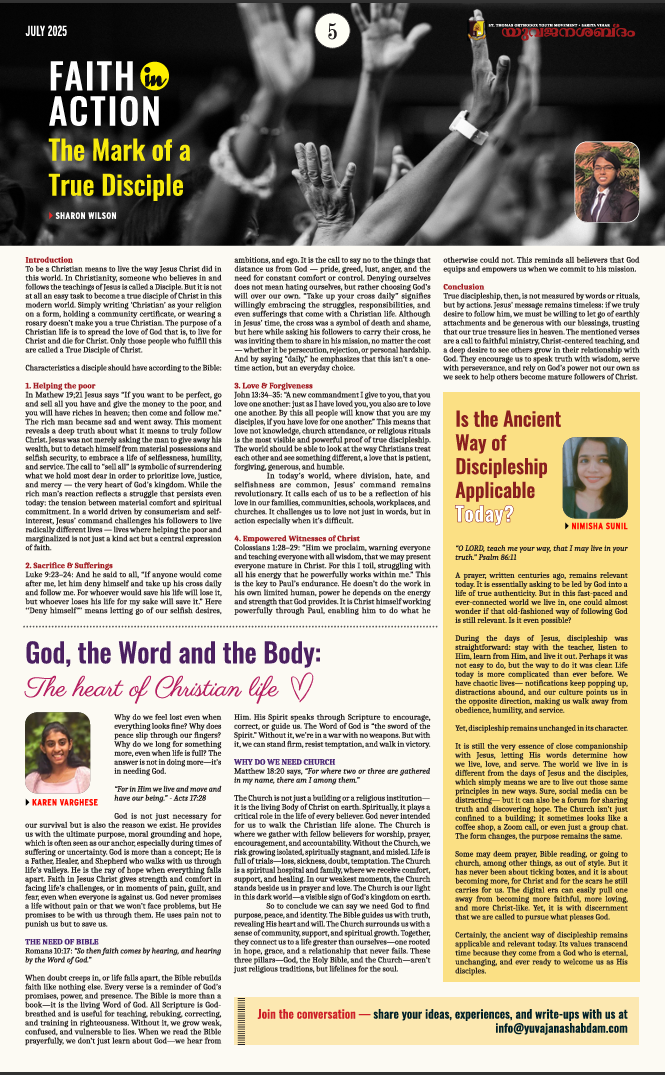 JULY 2025
5
ST. THOMAS ORTHODOX YOUTH MOVEMENT • SARJYA VIHAR
യുവജനശബ്ദം
FAITH in
ACTION
The Mark of a
True Disciple
SHARON WILSON
Introduction
To be a Christian means to live the way Jesus Christ did in
this world. In Christianity, someone who believes in and
follows the teachings of Jesus is called a Disciple. But it is not
at all an easy task to become a true disciple of Christ in this
modern world. Simply writing ‘Christian’ as your religion
on a form, holding a community certificate, or wearing a
rosary doesn’t make you a true Christian. The purpose of a
Christian life is to spread the love of God that is, to live for
Christ and die for Christ. Only those people who fulfill this
are called a True Disciple of Christ.
Characteristics a disciple should have according to the Bible:
1. Helping the poor
In Mathew 19;21 Jesus says “If you want to be perfect, go
and sell all you have and give the money to the poor, and
you will have riches in heaven; then come and follow me.”
The rich man became sad and went away. This moment
reveals a deep truth about what it means to truly follow
Christ. Jesus was not merely asking the man to give away his
wealth, but to detach himself from material possessions and
selfish security, to embrace a life of selflessness, humility,
and service. The call to “sell all” is symbolic of surrendering
what we hold most dear in order to prioritize love, justice,
and mercy — the very heart of God’s kingdom. While the
rich man’s reaction reflects a struggle that persists even
today: the tension between material comfort and spiritual
commitment. In a world driven by consumerism and self-
interest, Jesus’ command challenges his followers to live
radically different lives — lives where helping the poor and
marginalized is not just a kind act but a central expression
of faith.
2. Sacrifice & Sufferings
Luke 9:23–24: And he said to all, “If anyone would come
after me, let him deny himself and take up his cross daily
and follow me. For whoever would save his life will lose it,
but whoever loses his life for my sake will save it.” Here
“‘Deny himself’” means letting go of our selfish desires,
ambitions, and ego. It is the call to say no to the things that
distance us from God — pride, greed, lust, anger, and the
need for constant comfort or control. Denying ourselves
does not mean hating ourselves, but rather choosing God’s
will over our own. “Take up your cross daily” signifies
willingly embracing the struggles, responsibilities, and
even sufferings that come with a Christian life. Although
in Jesus’ time, the cross was a symbol of death and shame,
but here while asking his followers to carry their cross, he
was inviting them to share in his mission, no matter the cost
— whether it be persecution, rejection, or personal hardship.
And by saying “daily,” he emphasizes that this isn’t a one-
time action, but an everyday choice.
3. Love & Forgiveness
John 13:34–35: “A new commandment I give to you, that you
love one another: just as I have loved you, you also are to love
one another. By this all people will know that you are my
disciples, if you have love for one another.” This means that
love not knowledge, church attendance, or religious rituals
is the most visible and powerful proof of true discipleship.
The world should be able to look at the way Christians treat
each other and see something different, a love that is patient,
forgiving, generous, and humble.
In today’s world, where division, hate, and
selfishness are common, Jesus’ command remains
revolutionary. It calls each of us to be a reflection of his
love in our families, communities, schools, workplaces, and
churches. It challenges us to love not just in words, but in
action especially when it’s difficult.
4. Empowered Witnesses of Christ
Colossians 1:28–29: “Him we proclaim, warning everyone
and teaching everyone with all wisdom, that we may present
everyone mature in Christ. For this I toil, struggling with
all his energy that he powerfully works within me.” This
is the key to Paul’s endurance. He doesn’t do the work in
his own limited human, power he depends on the energy
and strength that God provides. It is Christ himself working
powerfully through Paul, enabling him to do what he
otherwise could not. This reminds all believers that God
equips and empowers us when we commit to his mission.
Conclusion
True discipleship, then, is not measured by words or rituals,
but by actions. Jesus’ message remains timeless: if we truly
desire to follow him, we must be willing to let go of earthly
attachments and be generous with our blessings, trusting
that our true treasure lies in heaven. The mentioned verses
are a call to faithful ministry, Christ-centered teaching, and
a deep desire to see others grow in their relationship with
God. They encourage us to speak truth with wisdom, serve
with perseverance, and rely on God’s power not our own as
we seek to help others become mature followers of Christ.
Is the Ancient
Way of
Discipleship
Applicable
Today?
NIMISHA SUNIL
“O LORD, teach me your way, that I may live in your
truth.” Psalm 86:11
A prayer, written centuries ago, remains relevant
today. It is essentially asking to be led by God into a
life of true authenticity. But in this fast-paced and
ever-connected world we live in, one could almost
wonder if that old-fashioned way of following God
is still relevant. Is it even possible?
During the days of Jesus, discipleship was
straightforward: stay with the teacher, listen to
Him, learn from Him, and live it out. Perhaps it was
not easy to do, but the way to do it was clear. Life
today is more complicated than ever before. We
have chaotic lives— notifications keep popping up,
distractions abound, and our culture points us in
the opposite direction, making us walk away from
obedience, humility, and service.
Yet, discipleship remains unchanged in its character.
It is still the very essence of close companionship
with Jesus, letting His words determine how
we live, love, and serve. The world we live in is
different from the days of Jesus and the disciples,
which simply means we are to live out those same
principles in new ways. Sure, social media can be
distracting— but it can also be a forum for sharing
truth and discovering hope. The Church isn’t just
confined to a building; it sometimes looks like a
coffee shop, a Zoom call, or even just a group chat.
The form changes, the purpose remains the same.
Some may deem prayer, Bible reading, or going to
church, among other things, as out of style. But it
has never been about ticking boxes, and it is about
becoming more, for Christ and for the scars he still
carries for us. The digital era can easily pull one
away from becoming more faithful, more loving,
and more Christ-like. Yet, it is with discernment
that we are called to pursue what pleases God.
Certainly, the ancient way of discipleship remains
applicable and relevant today. Its values transcend
time because they come from a God who is eternal,
unchanging, and ever ready to welcome us as His
disciples.
God, the Word and the Body:
The heart of Christian life
KAREN VARGHESE
Why do we feel lost even when
everything looks fine? Why does
peace slip through our fingers?
Why do we long for something
more, even when life is full? The
answer is not in doing more—it’s
in needing God.
“For in Him we live and move and
have our being.” - Acts 17:28
God is not just necessary for
our survival but is also the reason we exist. He provides
us with the ultimate purpose, moral grounding and hope,
which is often seen as our anchor, especially during times of
suffering or uncertainty. God is more than a concept; He is
a Father, Healer, and Shepherd who walks with us through
life’s valleys. He is the ray of hope when everything falls
apart. Faith in Jesus Christ gives strength and comfort in
facing life’s challenges, or in moments of pain, guilt, and
fear, even when everyone is against us. God never promises
a life without pain or that we won’t face problems, but He
promises to be with us through them. He uses pain not to
punish us but to save us.
THE NEED OF BIBLE
Romans 10:17: “So then faith comes by hearing, and hearing
by the Word of God.”
When doubt creeps in, or life falls apart, the Bible rebuilds
faith like nothing else. Every verse is a reminder of God’s
promises, power, and presence. The Bible is more than a
book—it is the living Word of God. All Scripture is God-
breathed and is useful for teaching, rebuking, correcting,
and training in righteousness. Without it, we grow weak,
confused, and vulnerable to lies. When we read the Bible
prayerfully, we don’t just learn about God—we hear from
Him. His Spirit speaks through Scripture to encourage,
correct, or guide us. The Word of God is “the sword of the
Spirit.” Without it, we’re in a war with no weapons. But with
it, we can stand firm, resist temptation, and walk in victory.
WHY DO WE NEED CHURCH
Matthew 18:20 says, “For where two or three are gathered
in my name, there am I among them.”
The Church is not just a building or a religious institution—
it is the living Body of Christ. Spiritually, it plays a
critical role in the life of every believer. God never intended
for us to walk the Christian life alone. The Church is
where we gather with fellow believers for worship, prayer,
encouragement, and accountability. Without the Church, we
risk growing isolated, spiritually stagnant, and misled. Life is
full of trials—loss, sickness, doubt, temptation. The Church
is a spiritual hospital and family, where we receive comfort,
support, and healing. In our weakest moments, the Church
stands beside us in prayer and love. The Church is our light
in this dark world—a visible sign of God’s kingdom on earth.
So to conclude we can say we need God to find
purpose, peace, and identity. The Bible guides us with truth,
revealing His heart and will. The Church surrounds us with a
sense of community, support, and spiritual growth. Together,
they connect us to a life greater than ourselves—one rooted
in hope, grace, and a relationship that never fails. These
three pillars—God, the Holy Bible, and the Church—aren’t
just religious traditions, but lifelines for the soul.
Join the conversation — share your ideas, experiences, and write-ups with us at
info@yuvajanashabdam.com